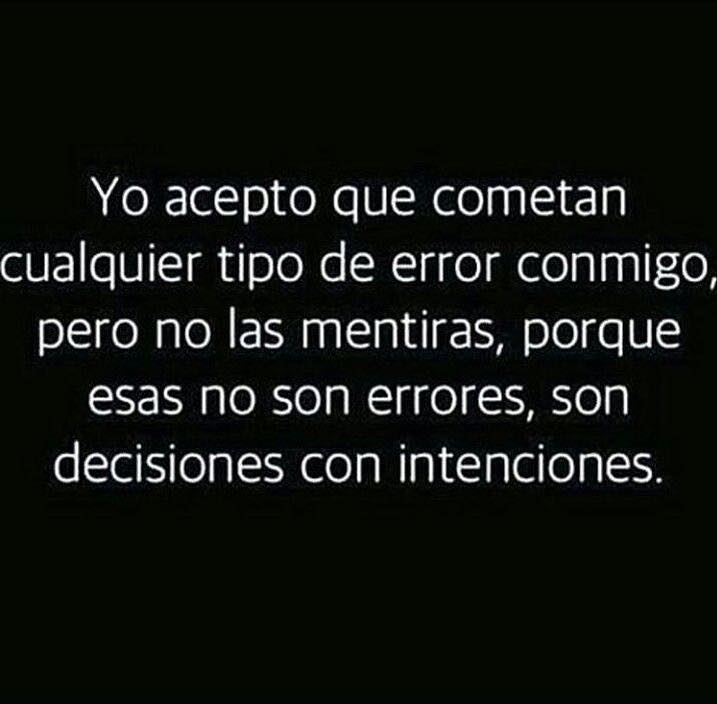 Yo acepto que cometan
cualquier tipo de error conmigo,
pero no las mentiras, porque
esas no son errores, son
decisiones con intenciones.